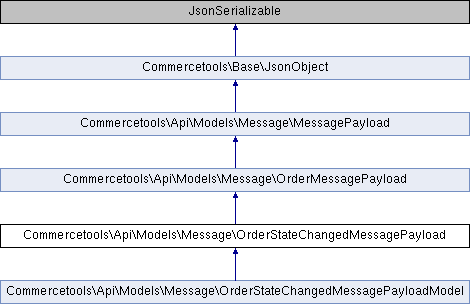 JsonSerializable
Commercetools\Base\JsonObject
Commercetools\Api\Models\Message\MessagePayload
Commercetools\Api\Models\Message\OrderMessagePayload
Commercetools\Api\Models\Message\OrderStateChangedMessagePayload
Commercetools\Api\Models\Message\OrderStateChangedMessagePayloadModel